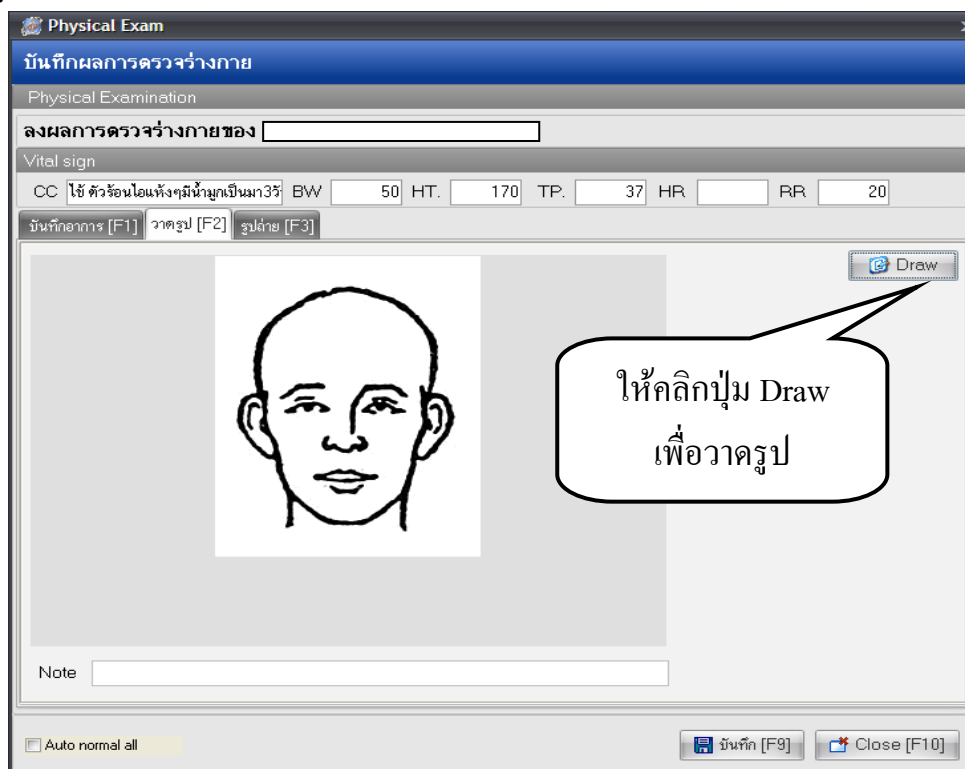 Physical Exam
บันทึกผลการตรวจร่างกาย
Physical Examination
ลงผลการตรวจร่างกายของ
Vital sign
CC ไข้ ตัวร้อนไอแห้งๆมีน้ำมูกเป็นมา3วั BW 50 HT. 170 TP. 37 HR RR 20
บันทึกอาการ [F1] วาดรูป [F2] รูปถ่าย [F3]
Draw
ให้คลิกปุ่ม Draw
เพื่อวาดรูป
Note
Auto normal all บันทึก [F9] Close [F10]